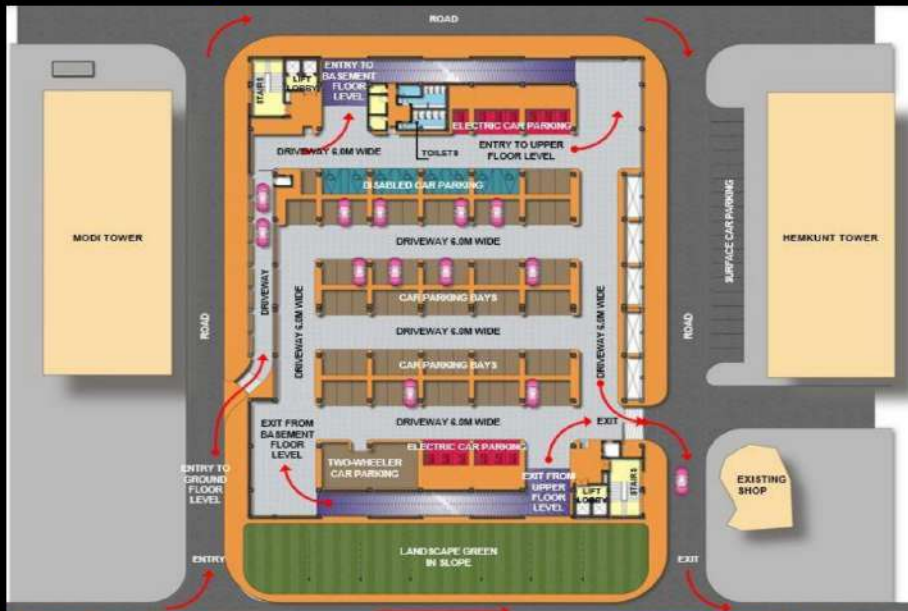 ROAD
STAIRS
LIFT
LOBBY
ENTRY TO
BASEMENT
FLOOR
LEVEL
ELECTRIC CAR PARKING
TOILETS
DRIVEWAY 6.0M WIDE
ENTRY TO UPPER
FLOOR LEVEL
DISABLED CAR PARKING
MODI TOWER
HEMKUNT TOWER
SURFACE CAR PARKING
DRIVEWAY 6.0M WIDE
DRIVEWAY
DRIVEWAY 6.0M WIDE
CAR PARKING BAYS
DRIVEWAY 6.0M WIDE
ROAD
DRIVEWAY 6.0M WIDE
ROAD
CAR PARKING BAYS
DRIVEWAY 6.0M WIDE
EXIT
EXIT FROM
BASEMENT
FLOOR
LEVEL
ELECTRIC CAR PARKING
TWO-WHEELER
CAR PARKING
ENTRY TO
GROUND
FLOOR
LEVEL
EXIT FROM
UPPER
FLOOR
LEVEL
LIFT
LOBBY
STAIRS
EXISTING
SHOP
LANDSCAPE GREEN
IN SLOPE
ENTRY
EXIT